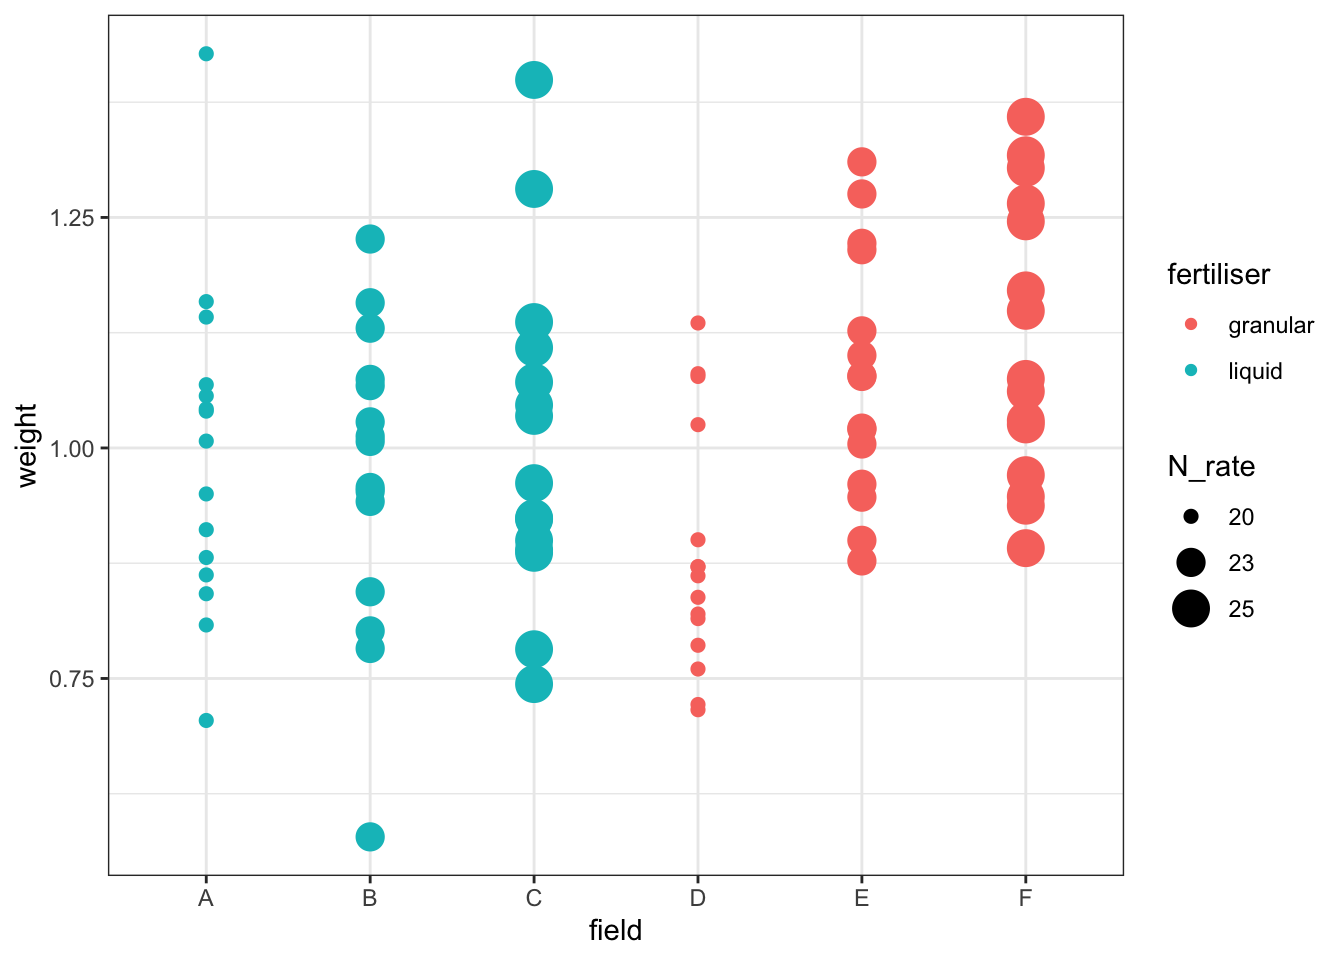 1.25
1.00
0.75
weight
A B C D E F
field
fertiliser
granular
liquid
N_rate
20
23
25